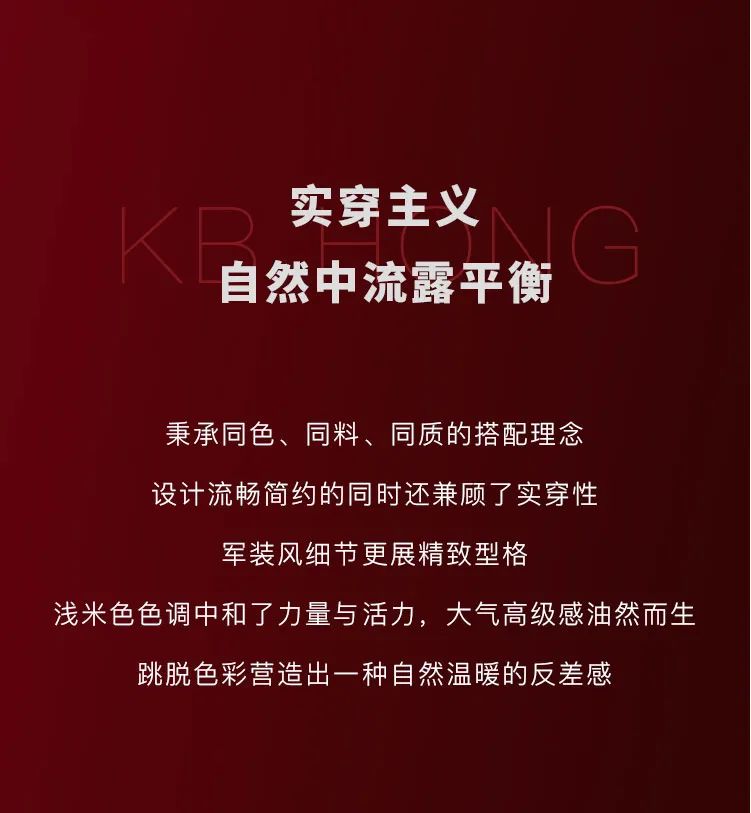 KB HONG
实穿主义
自然中流露平衡
秉承同色、同料、同质的搭配理念
设计流畅简约的同时还兼顾了实穿性
军装风细节更展精致型格
浅米色色调中和了力量与活力，大气高级感油然而生
跳脱色彩营造出一种自然温暖的反差感